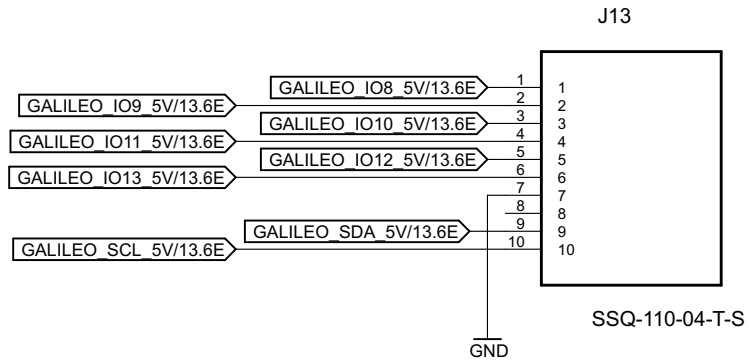 J13
GALILEO_IO8_5V/13.6E 1 1
GALILEO_IO9_5V/13.6E 2 2
GALILEO_IO10_5V/13.6E 3 3
GALILEO_IO11_5V/13.6E 4 4
GALILEO_IO12_5V/13.6E 5 5
GALILEO_IO13_5V/13.6E 6 6
7 7
8 8
GALILEO_SDA_5V/13.6E 9 9
GALILEO_SCL_5V/13.6E 10 10
SSQ-110-04-T-S
GND